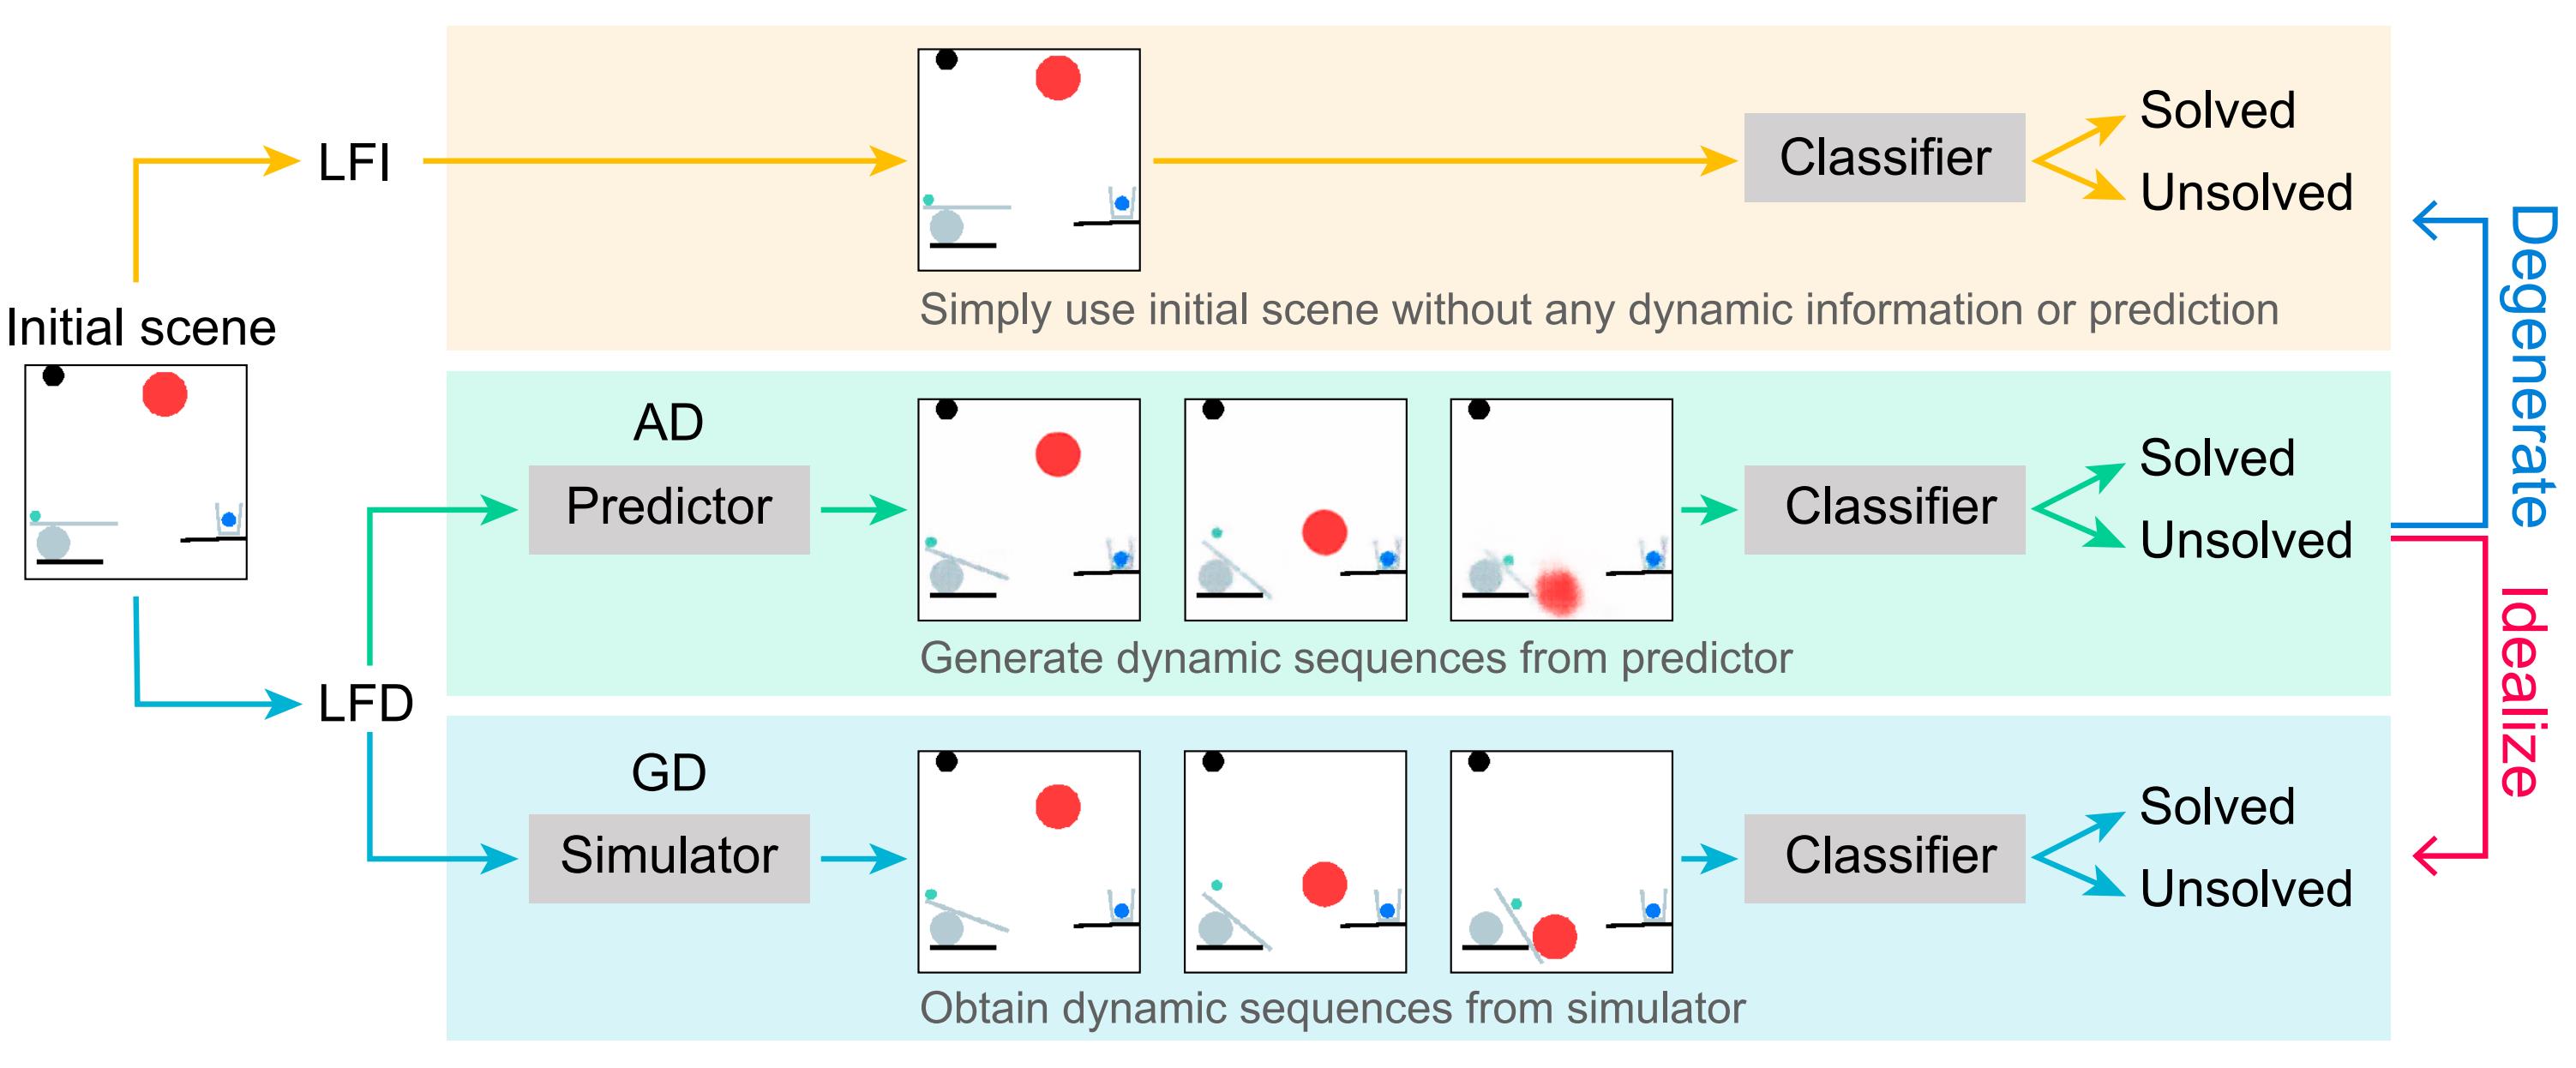 Initial scene
LFI
Classifier
Solved
Unsolved
Simply use initial scene without any dynamic information or prediction
LFD
AD
Predictor
Classifier
Solved
Unsolved
Generate dynamic sequences from predictor
GD
Simulator
Classifier
Solved
Unsolved
Obtain dynamic sequences from simulator
Degenerate
Idealize